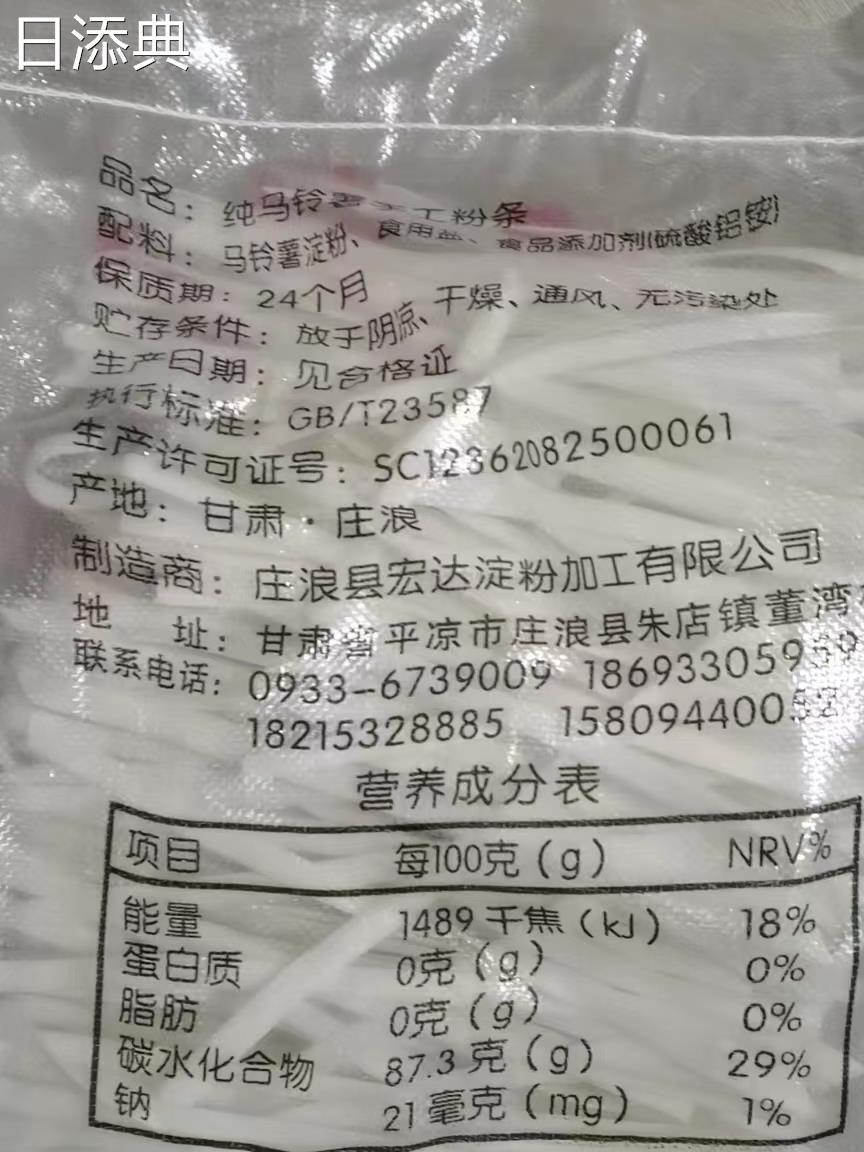 日添典
品名：纯马铃薯手工粉条
配料：马铃薯淀粉、食用盐、食品添加剂(硫酸铝铵)
保质期：24个月
贮存条件：放于阴凉、干燥、通风、无污染处
生产日期：见合格证
执行标准：GB/T23587
生产许可证号：SC12362082500061
产地：甘肃·庄浪
制造商：庄浪县宏达淀粉加工有限公司
地 址：甘肃省平凉市庄浪县朱店镇董湾
联系电话：0933-6739009 18693305939
18215328885 15809440052
营养成分表
项目 每100克（g） NRV%
能量 1489 千焦（kJ） 18%
蛋白质 0克（g） 0%
脂肪 0克（g） 0%
碳水化合物 87.3 克（g） 29%
钠 21 毫克（mg） 1%